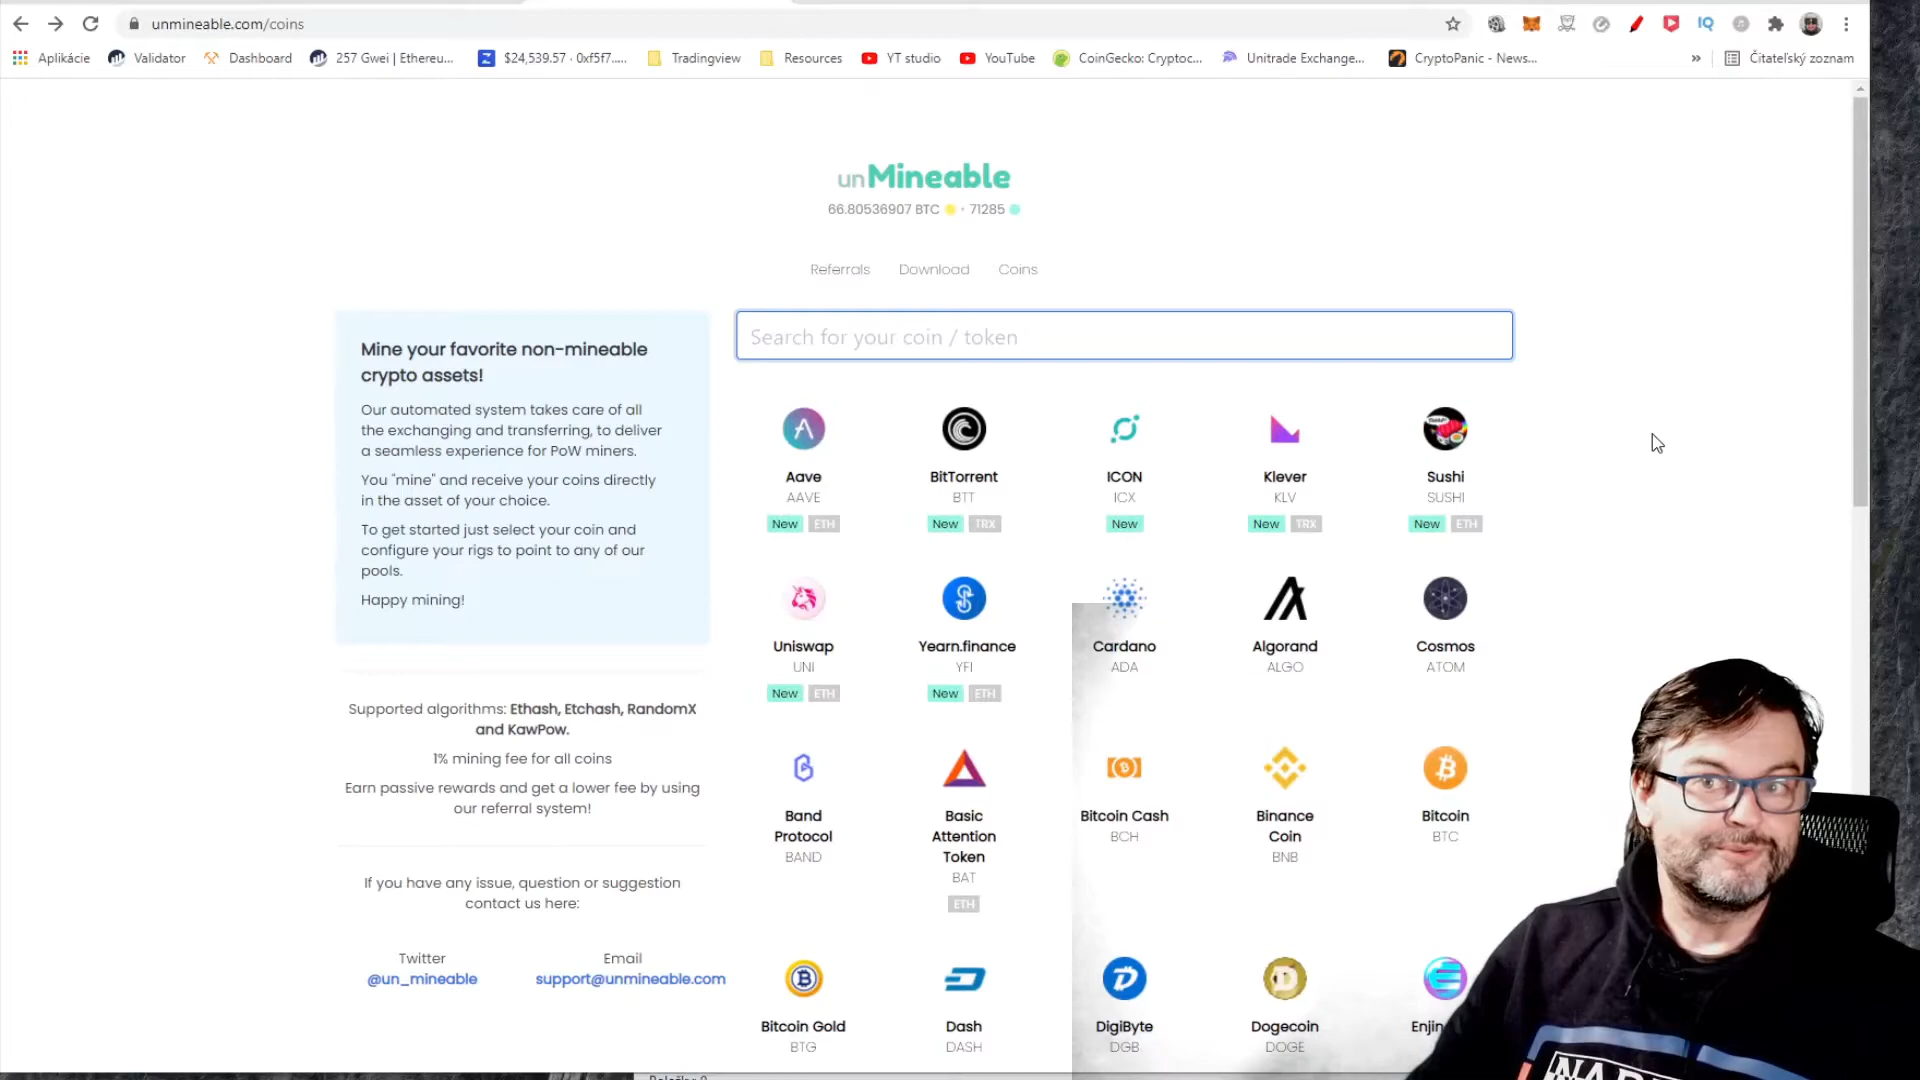 unmineable.com/coins
Aplikácie
Validator
Dashboard
257 Gwei | Ethereu...
$24,539.57 · 0xf5f7....
Tradingview
Resources
YT studio
YouTube
CoinGecko: Cryptoc...
Unitrade Exchange...
CryptoPanic - News...
»
Čitateľský zoznam
unMineable
66.80536907 BTC · 71285
Referrals
Download
Coins
Mine your favorite non-mineable
crypto assets!
Our automated system takes care of all
the exchanging and transferring, to deliver
a seamless experience for PoW miners.
You "mine" and receive your coins directly
in the asset of your choice.
To get started just select your coin and
configure your rigs to point to any of our
pools.
Happy mining!
Supported algorithms: Ethash, Etchash, RandomX
and KawPow.
1% mining fee for all coins
Earn passive rewards and get a lower fee by using
our referral system!
If you have any issue, question or suggestion
contact us here:
Twitter
@un_mineable
Email
support@unmineable.com
Search for your coin / token
Aave
AAVE
New ETH
BitTorrent
BTT
New TRX
ICON
ICX
New
Klever
KLV
New TRX
Sushi
SUSHI
New ETH
Uniswap
UNI
New ETH
Yearn.finance
YFI
New ETH
Cardano
ADA
Algorand
ALGO
Cosmos
ATOM
Band
Protocol
BAND
Basic
Attention
Token
BAT
ETH
Bitcoin Cash
BCH
Binance
Coin
BNB
Bitcoin
BTC
Bitcoin Gold
BTG
Dash
DASH
DigiByte
DGB
Dogecoin
DOGE
Enjin